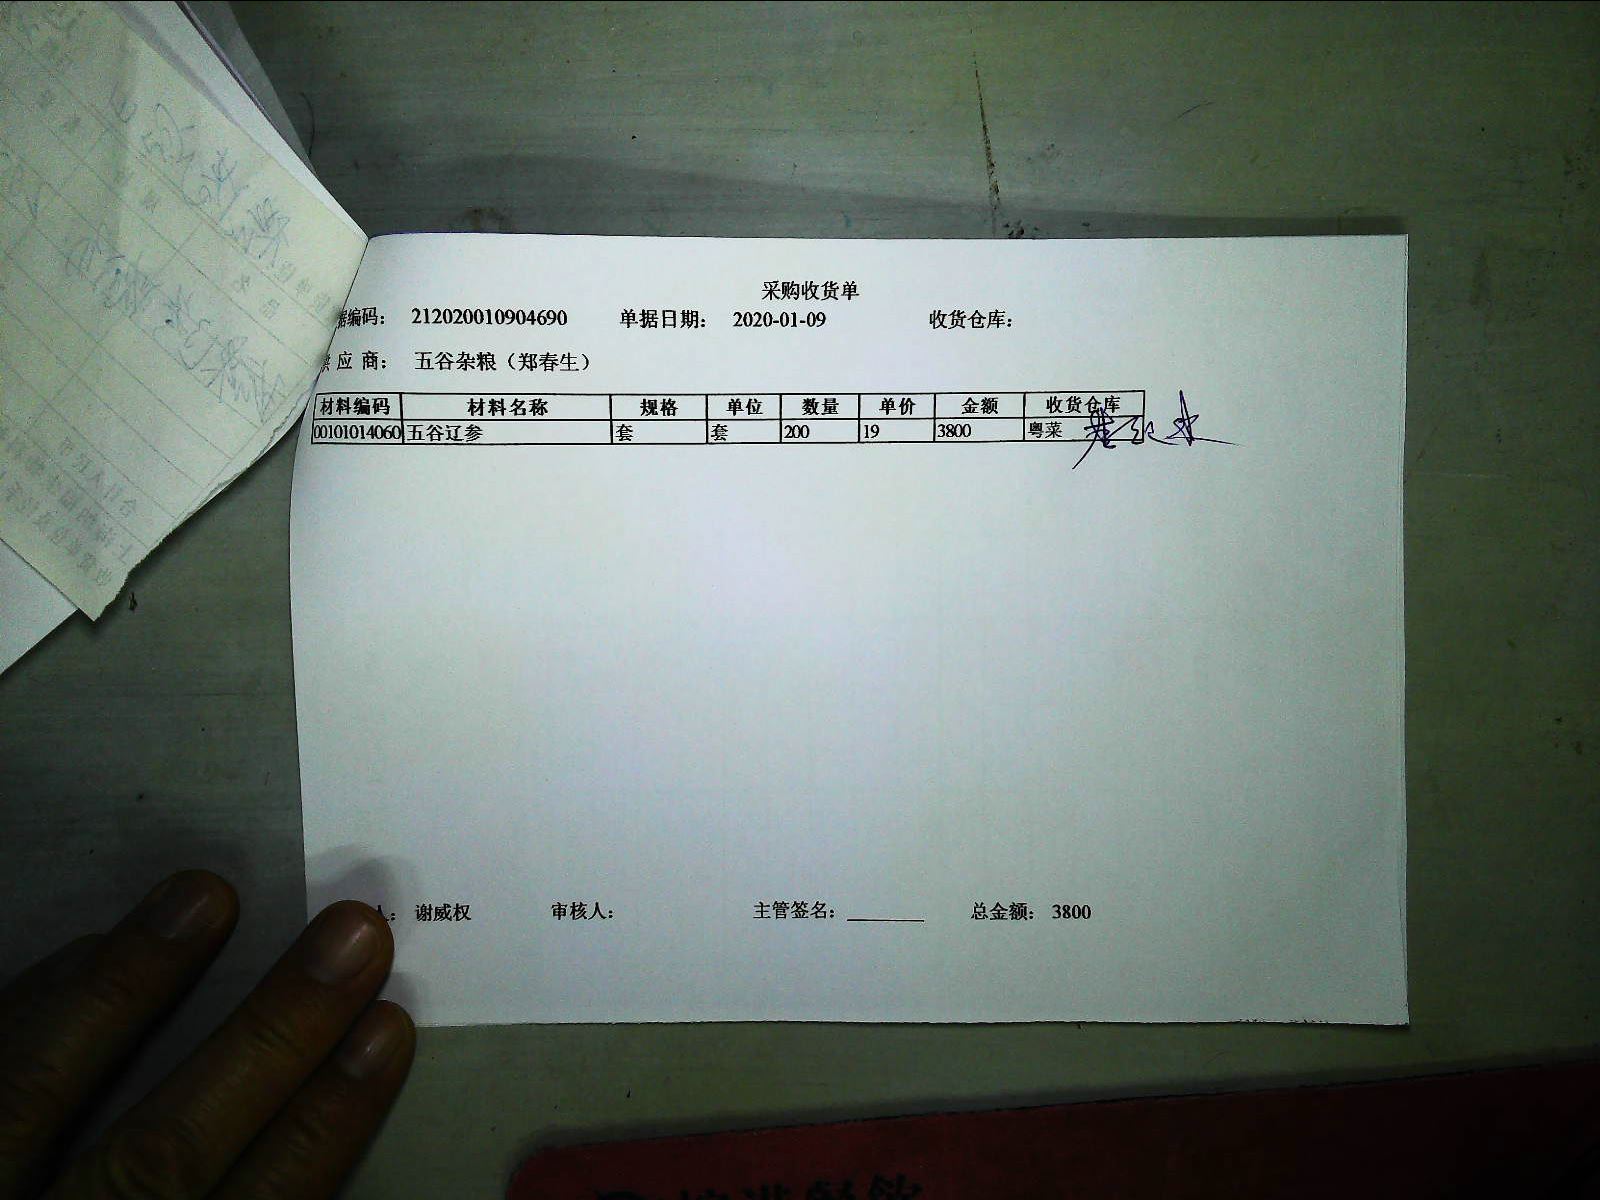 采购收货单
据编码： 212020010904690 单据日期： 2020-01-09 收货仓库：
应 商： 五谷杂粮（郑春生）
材料编码 材料名称 规格 单位 数量 单价 金额 收货仓库
00101014060 五谷辽参 套 套 200 19 3800 粤菜
人： 谢威权 审核人： 主管签名： 总金额： 3800